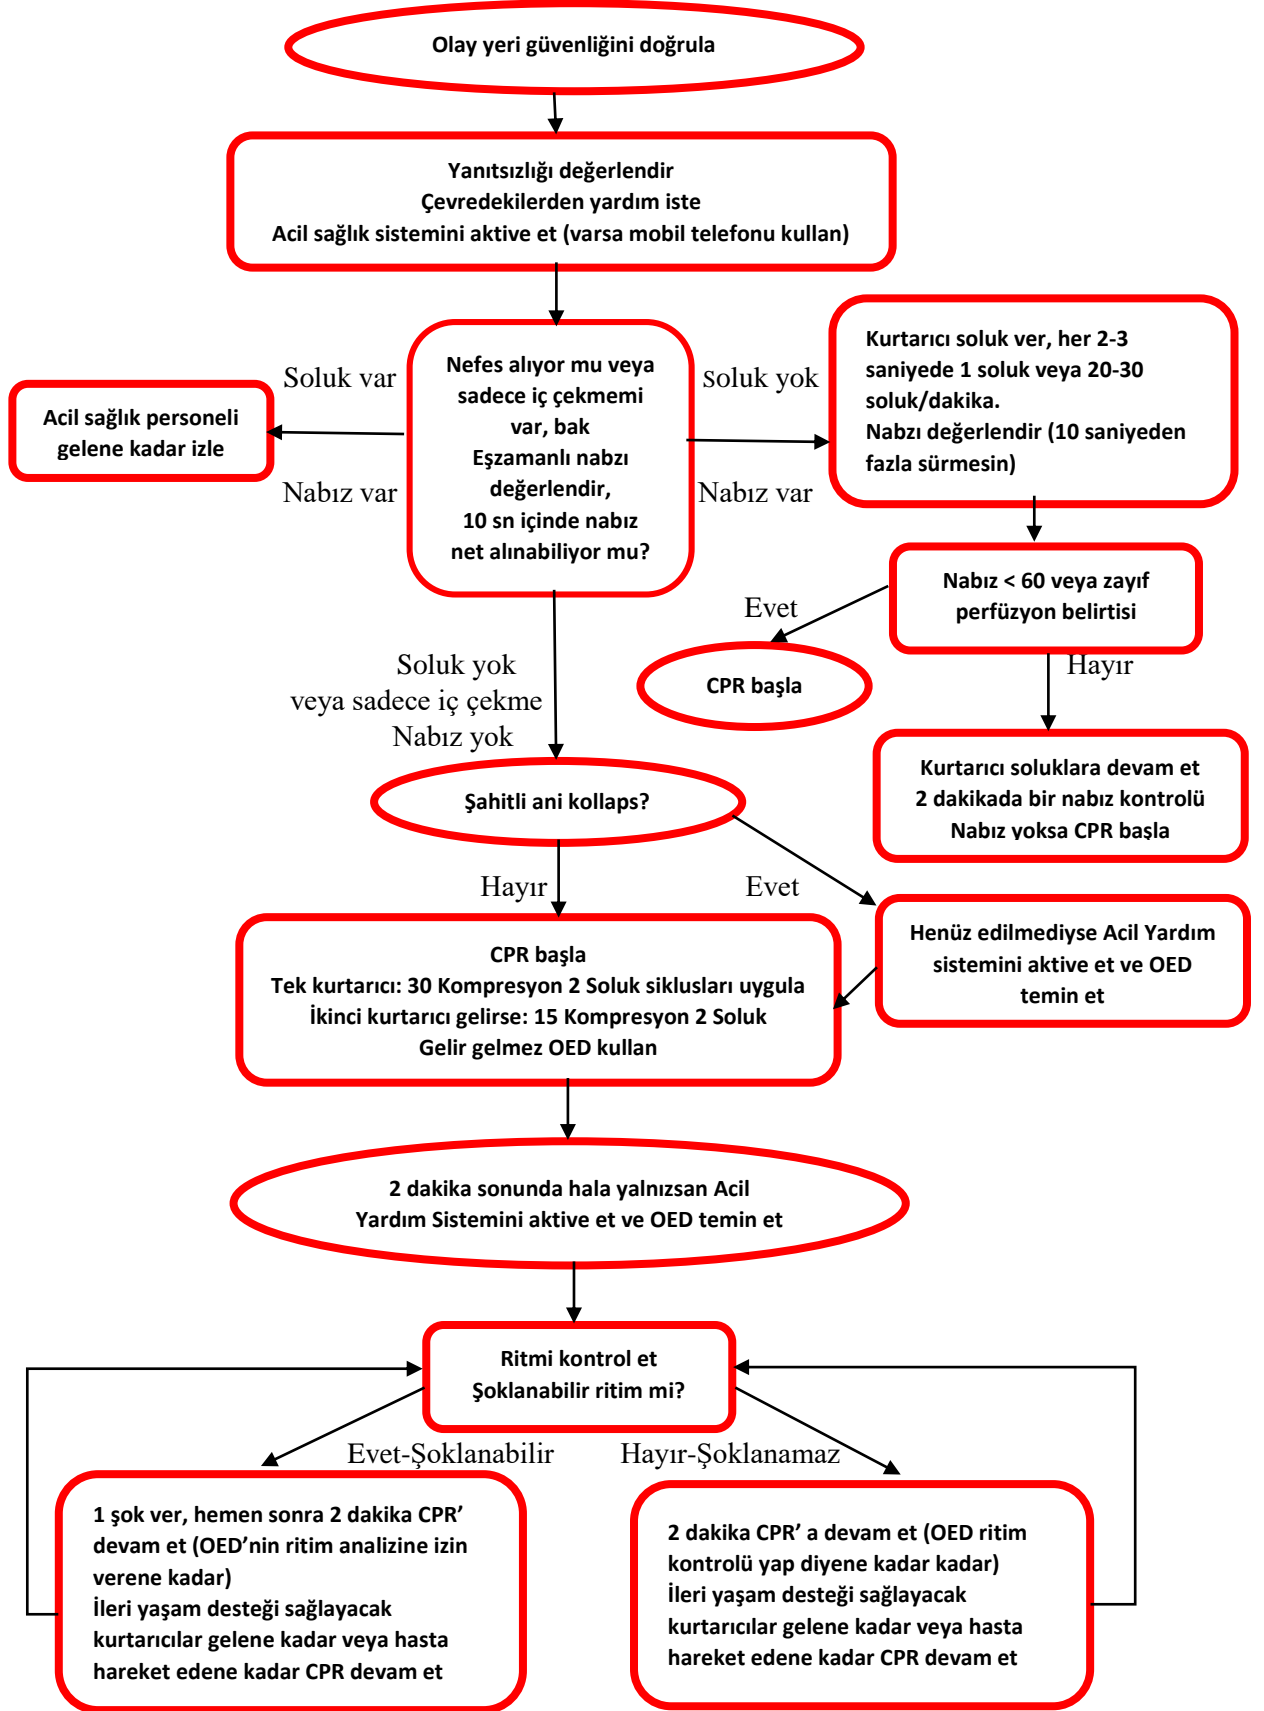 Olay yeri güvenliğini doğrula
Yanıtsızlığı değerlendir
Çevredekilerden yardım iste
Acil sağlık sistemini aktive et (varsa mobil telefonu kullan)
Nefes alıyor mu veya
sadece iç çekmemi
var, bak
Eşzamanlı nabzı
değerlendir,
10 sn içinde nabız
net alınabiliyor mu?
Soluk var
Nabız var
Acil sağlık personeli
gelene kadar izle
Soluk yok
Nabız var
Kurtarıcı soluk ver, her 2-3
saniyede 1 soluk veya 20-30
soluk/dakika.
Nabzı değerlendir (10 saniyeden
fazla sürmesin)
Nabız < 60 veya zayıf
perfüzyon belirtisi
Evet
CPR başla
Hayır
Kurtarıcı soluklara devam et
2 dakikada bir nabız kontrolü
Nabız yoksa CPR başla
Soluk yok
veya sadece iç çekme
Nabız yok
Şahitli ani kollaps?
Hayır
Evet
Henüz edilmediyse Acil Yardım
sistemini aktive et ve OED
temin et
CPR başla
Tek kurtarıcı: 30 Kompresyon 2 Soluk siklusları uygula
İkinci kurtarıcı gelirse: 15 Kompresyon 2 Soluk
Gelir gelmez OED kullan
2 dakika sonunda hala yalnızsan Acil
Yardım Sistemini aktive et ve OED temin et
Ritmi kontrol et
Şoklanabilir ritim mi?
Evet-Şoklanabilir
Hayır-Şoklanamaz
1 şok ver, hemen sonra 2 dakika CPR’
devam et (OED’nin ritim analizine izin
verene kadar)
İleri yaşam desteği sağlayacak
kurtarıcılar gelene kadar veya hasta
hareket edene kadar CPR devam et
2 dakika CPR’ a devam et (OED ritim
kontrolü yap diyene kadar kadar)
İleri yaşam desteği sağlayacak
kurtarıcılar gelene kadar veya hasta
hareket edene kadar CPR devam et